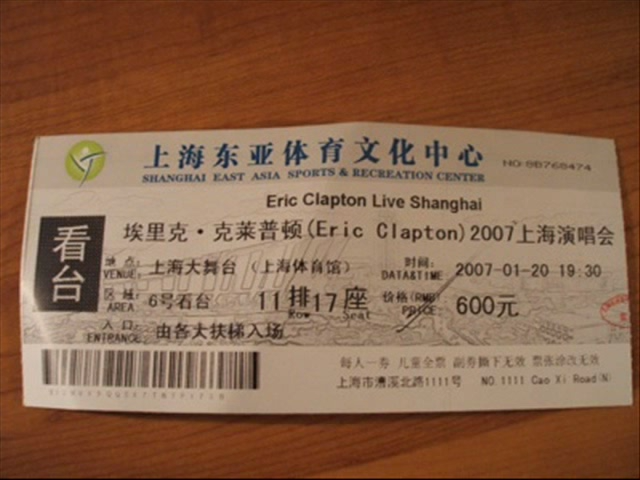 上海东亚体育文化中心
SHANGHAI EAST ASIA SPORTS & RECREATION CENTER
NO:BB768474
Eric Clapton Live Shanghai
看台
埃里克·克莱普顿(Eric Clapton)2007上海演唱会
地点: VENUE: 上海大舞台 (上海体育馆) 时间: DATA&TIME 2007-01-20 19:30
区域: AREA 6号石台 11排 Row 17座 Seat 价格(RMB) PRICE 600元
入口: ENTRANCE: 由各大扶梯入场
每人一券 儿童全票 副券撕下无效 票张涂改无效
上海市漕溪北路1111号 NO 1111 Cao Xi Road(N)